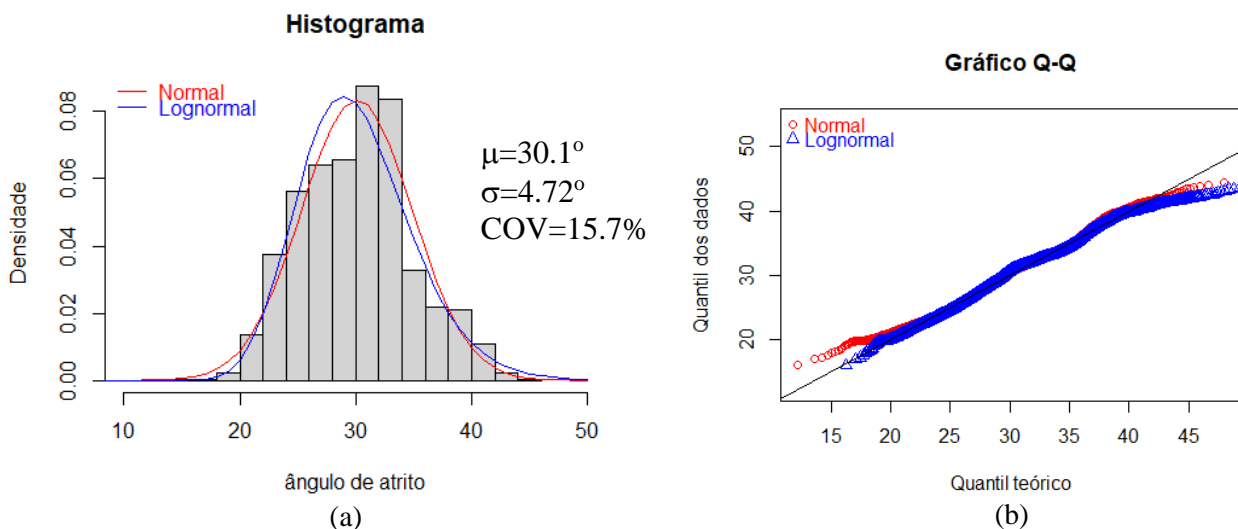 Histograma
Normal
Lognormal
μ=30.1º
σ=4.72º
COV=15.7%
Densidade
0.00 0.02 0.04 0.06 0.08
10 20 30 40 50
ângulo de atrito
(a)
Gráfico Q-Q
Normal
Lognormal
Quantil dos dados
20 30 40 50
15 20 25 30 35 40 45
Quantil teórico
(b)